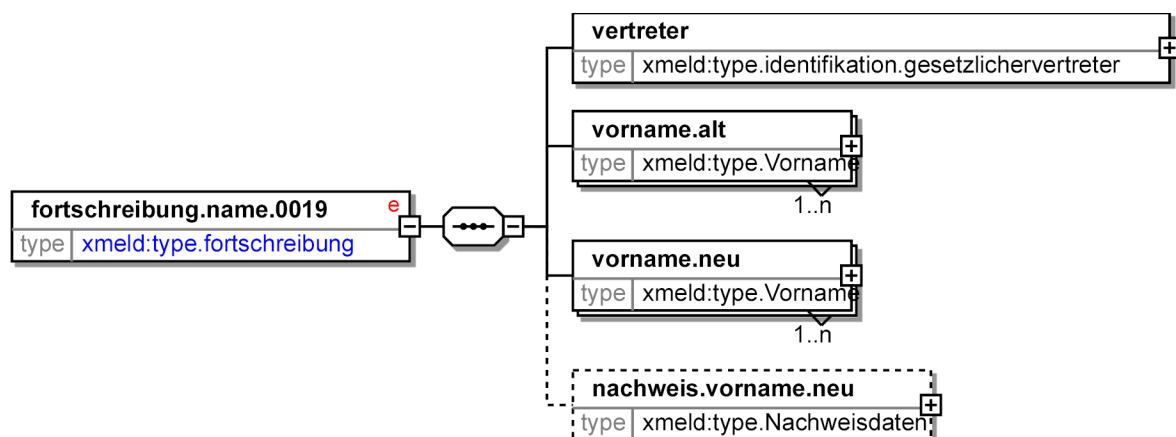 vertreter
type xmeld:type.identifikation.gesetzlichervertreter
vorname.alt
type xmeld:type.Vorname
1..n
fortschreibung.name.0019 e
type xmeld:type.fortschreibung
vorname.neu
type xmeld:type.Vorname
1..n
nachweis.vorname.neu
type xmeld:type.Nachweisdaten